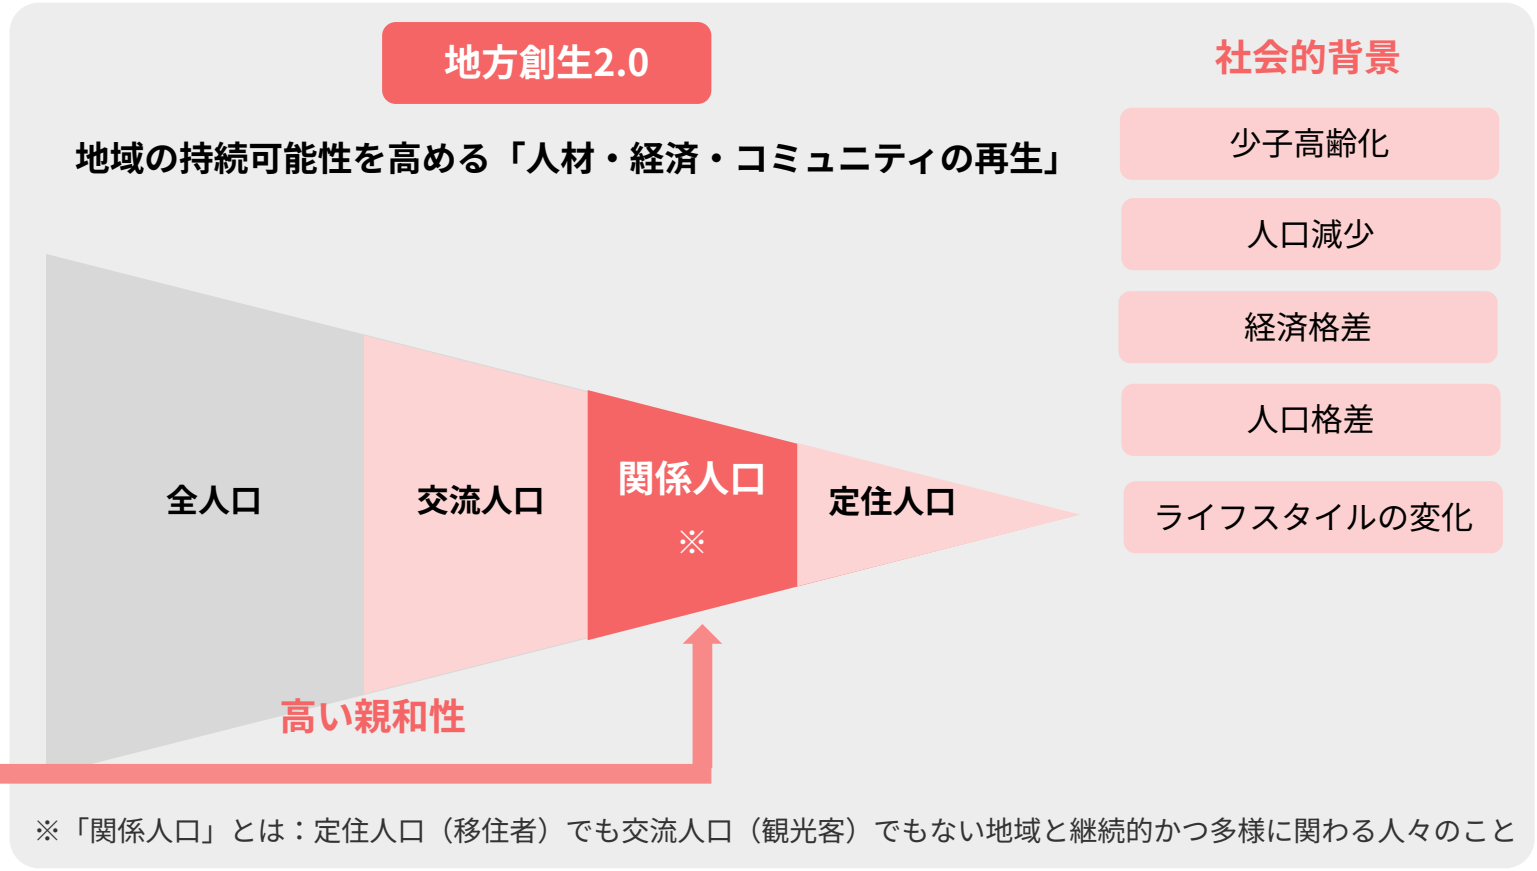 地方創生2.0
地域の持続可能性を高める「人材・経済・コミュニティの再生」
全人口
交流人口
関係人口
※
定住人口
高い親和性
社会的背景
少子高齢化
人口減少
経済格差
人口格差
ライフスタイルの変化
※「関係人口」とは：定住人口（移住者）でも交流人口（観光客）でもない地域と継続的かつ多様に関わる人々のこと